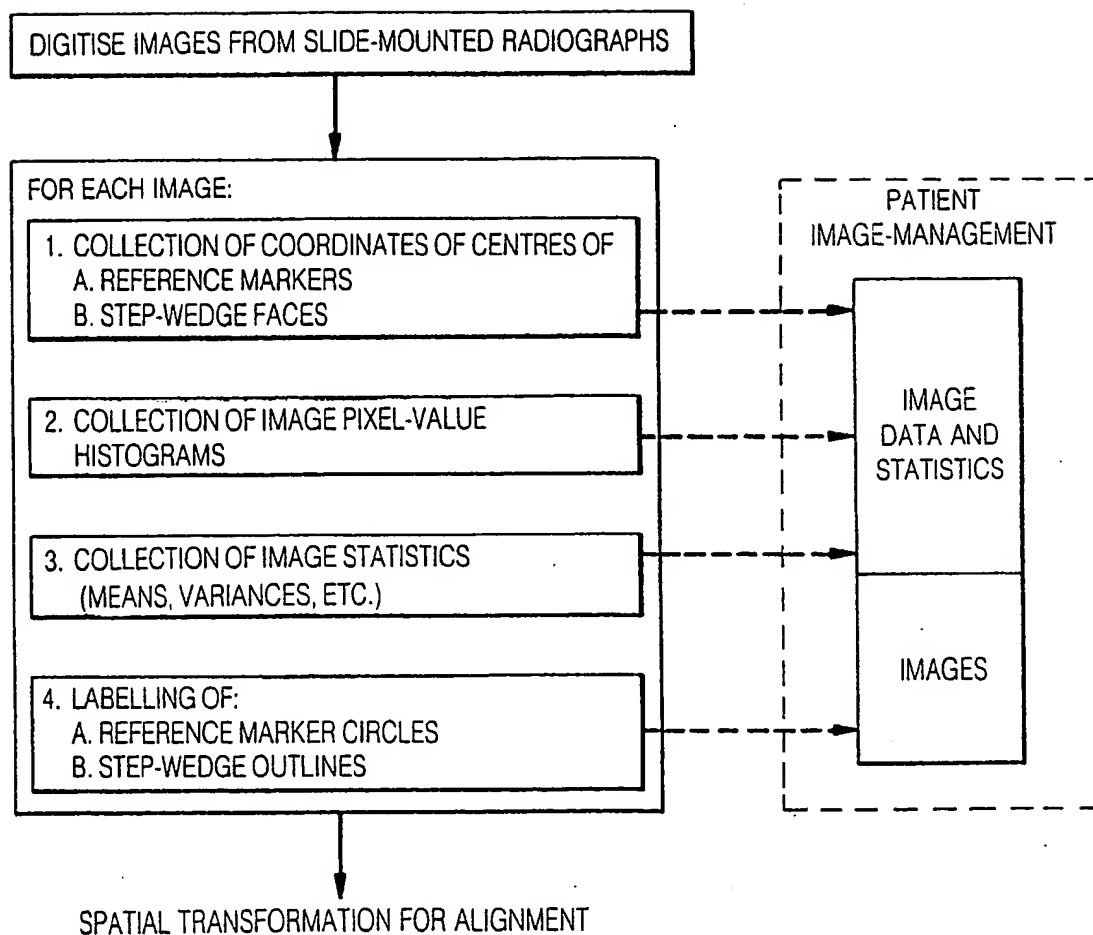 DIGITISE IMAGES FROM SLIDE-MOUNTED RADIOGRAPHS
FOR EACH IMAGE:
1. COLLECTION OF COORDINATES OF CENTRES OF
A. REFERENCE MARKERS
B. STEP-WEDGE FACES
2. COLLECTION OF IMAGE PIXEL-VALUE
HISTOGRAMS
3. COLLECTION OF IMAGE STATISTICS
(MEANS, VARIANCES, ETC.)
4. LABELLING OF:
A. REFERENCE MARKER CIRCLES
B. STEP-WEDGE OUTLINES
PATIENT
IMAGE-MANAGEMENT
IMAGE
DATA AND
STATISTICS
IMAGES
SPATIAL TRANSFORMATION FOR ALIGNMENT